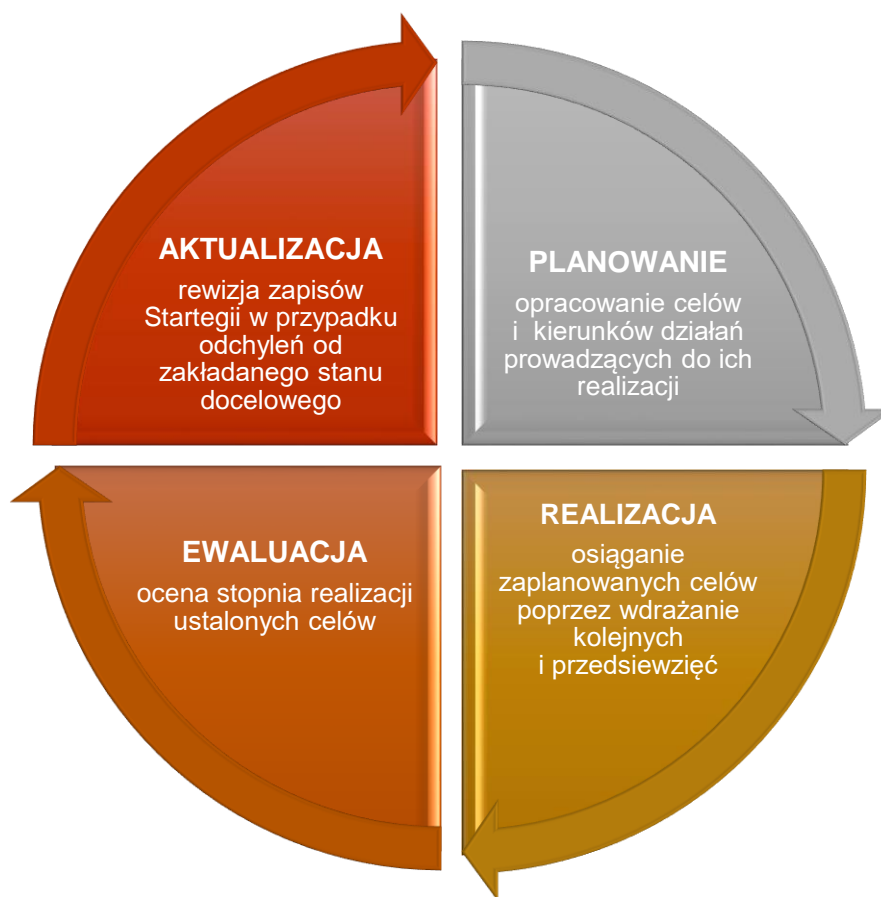 AKTUALIZACJA
rewizja zapisów
Startegii w przypadku
odchyleń od
zakładanego stanu
docelowego
PLANOWANIE
opracowanie celów
i kierunków działań
prowadzących do ich
realizacji
EWALUACJA
ocena stopnia realizacji
ustalonych celów
REALIZACJA
osiąganie
zaplanowanych celów
poprzez wdrażanie
kolejnych
i przedsiewzięć